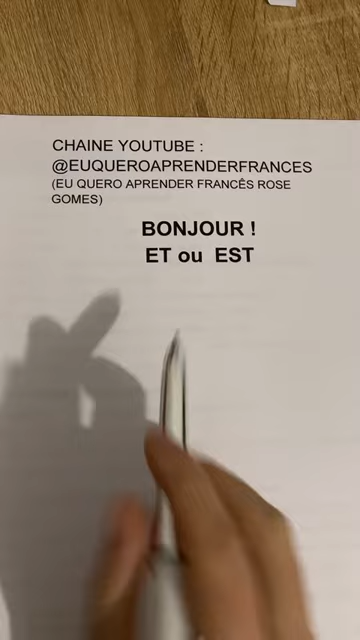 CHAINE YOUTUBE :
@EUQUEROAPRENDERFRANCES
(EU QUERO APRENDER FRANCÊS ROSE
GOMES)
BONJOUR !
ET ou EST